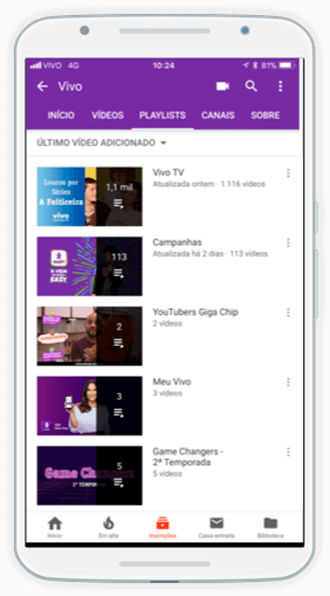 VIVO 4G 10:24 81%
Vivo
INÍCIO VÍDEOS PLAYLISTS CANAIS SOBRE
ÚLTIMO VÍDEO ADICIONADO
Loucos por
Séries
A Feiticeira
vivo
1,1 mil
Vivo TV
Atualizada ontem · 1.116 vídeos
EASY
A VIDA
EASY
113
Campanhas
Atualizada há 2 dias · 113 vídeos
2
YouTubers Giga Chip
2 vídeos
3
Meu Vivo
3 vídeos
Game Changers
5
Game Changers -
2ª Temporada
5 vídeos
Início Em alta Inscrições Caixa entrada Biblioteca